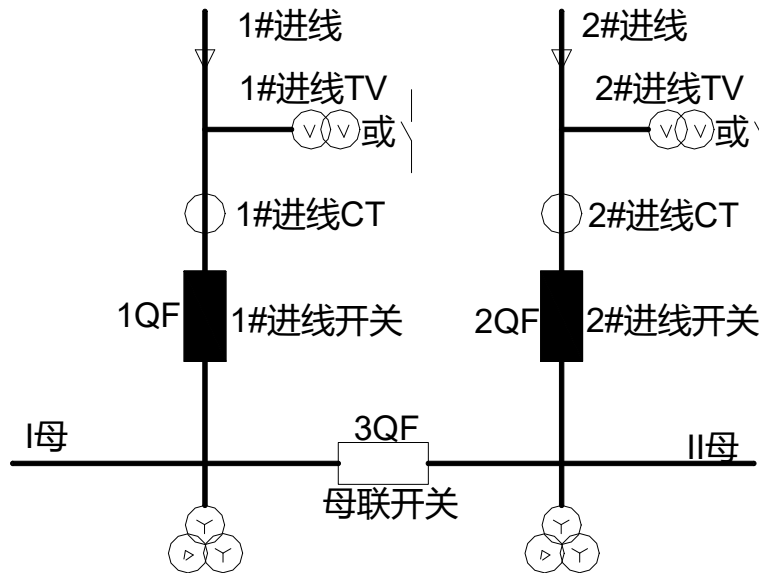 1#进线
2#进线
1#进线TV
或
2#进线TV
或
1#进线CT
2#进线CT
1QF
1#进线开关
2QF
2#进线开关
I母
3QF
II母
母联开关